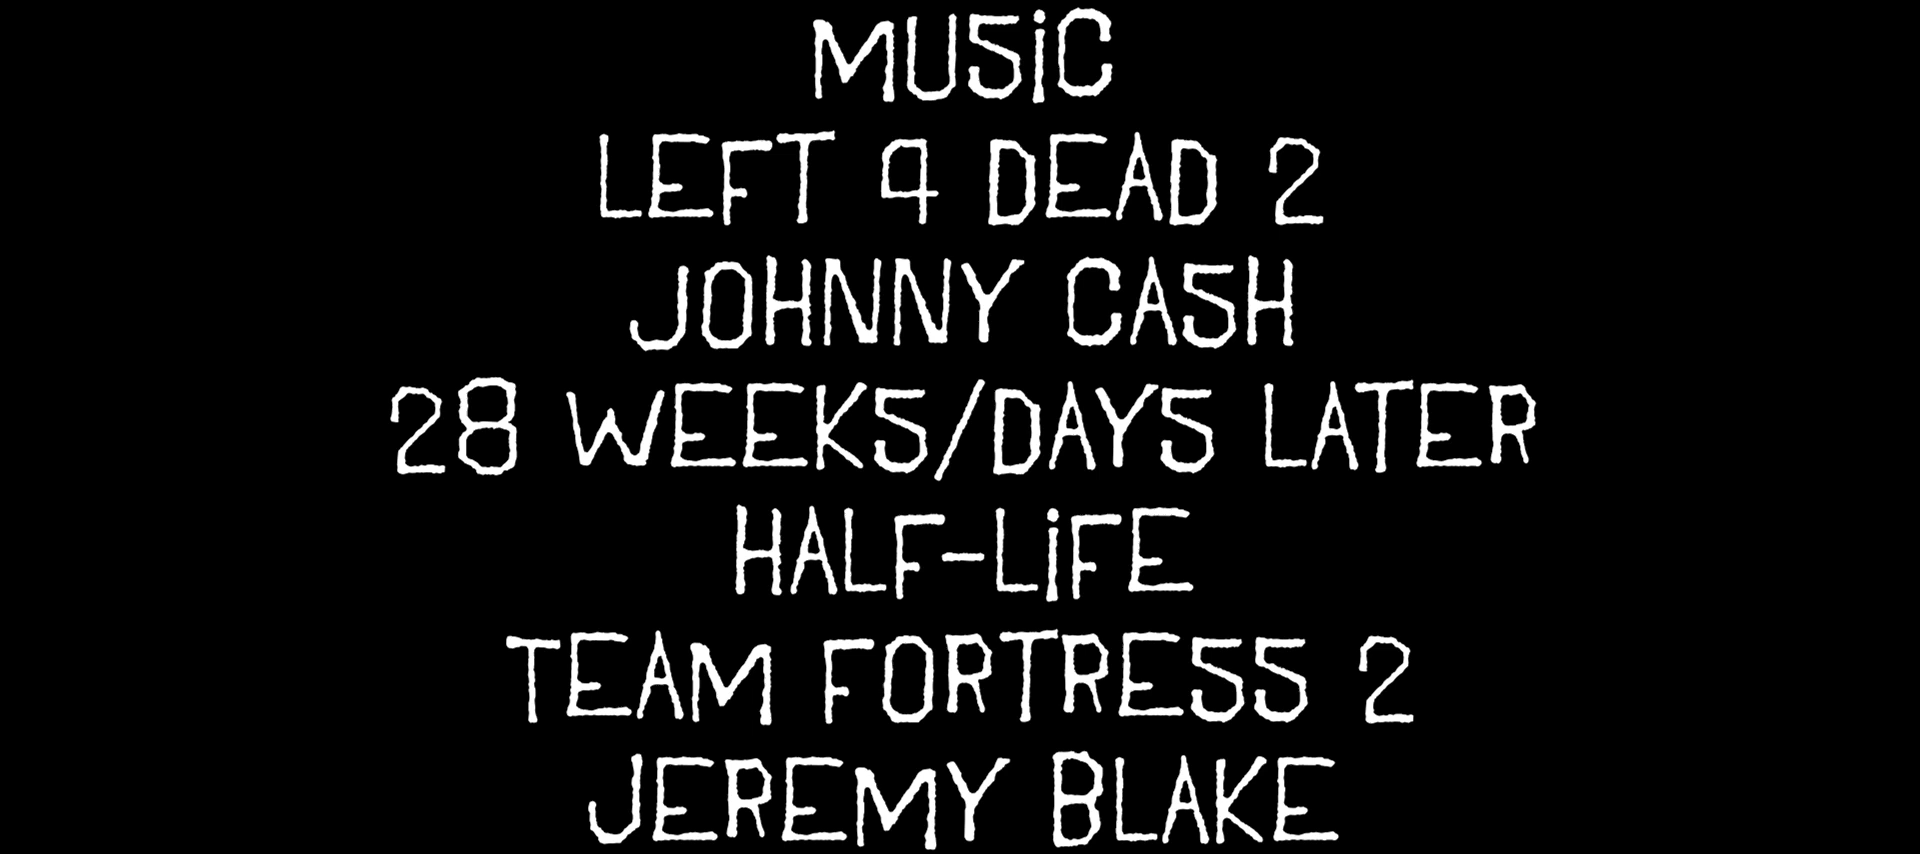 MUSiC
LEFT 4 DEAD 2
JOHNNY CASH
28 WEEKS/DAYS LATER
HALF-LiFE
TEAM FORTRESS 2
JEREMY BLAKE